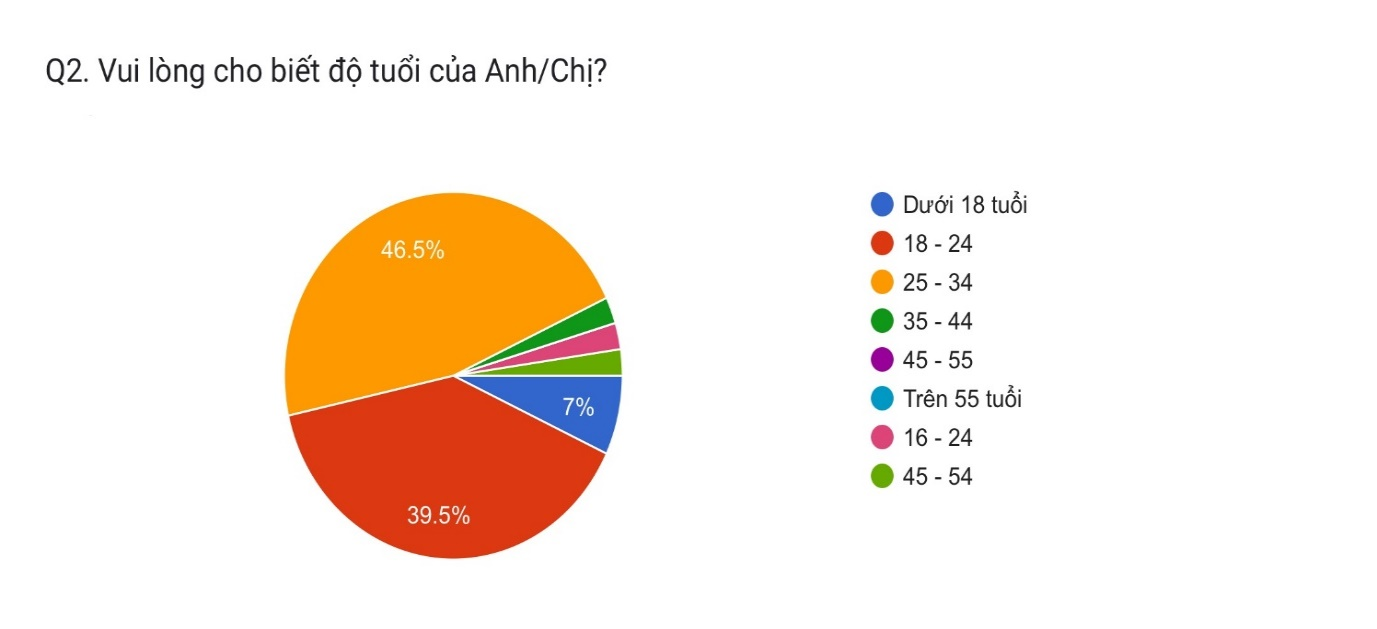 Q2. Vui lòng cho biết độ tuổi của Anh/Chị?
46.5%
7%
39.5%
Dưới 18 tuổi
18 - 24
25 - 34
35 - 44
45 - 55
Trên 55 tuổi
16 - 24
45 - 54